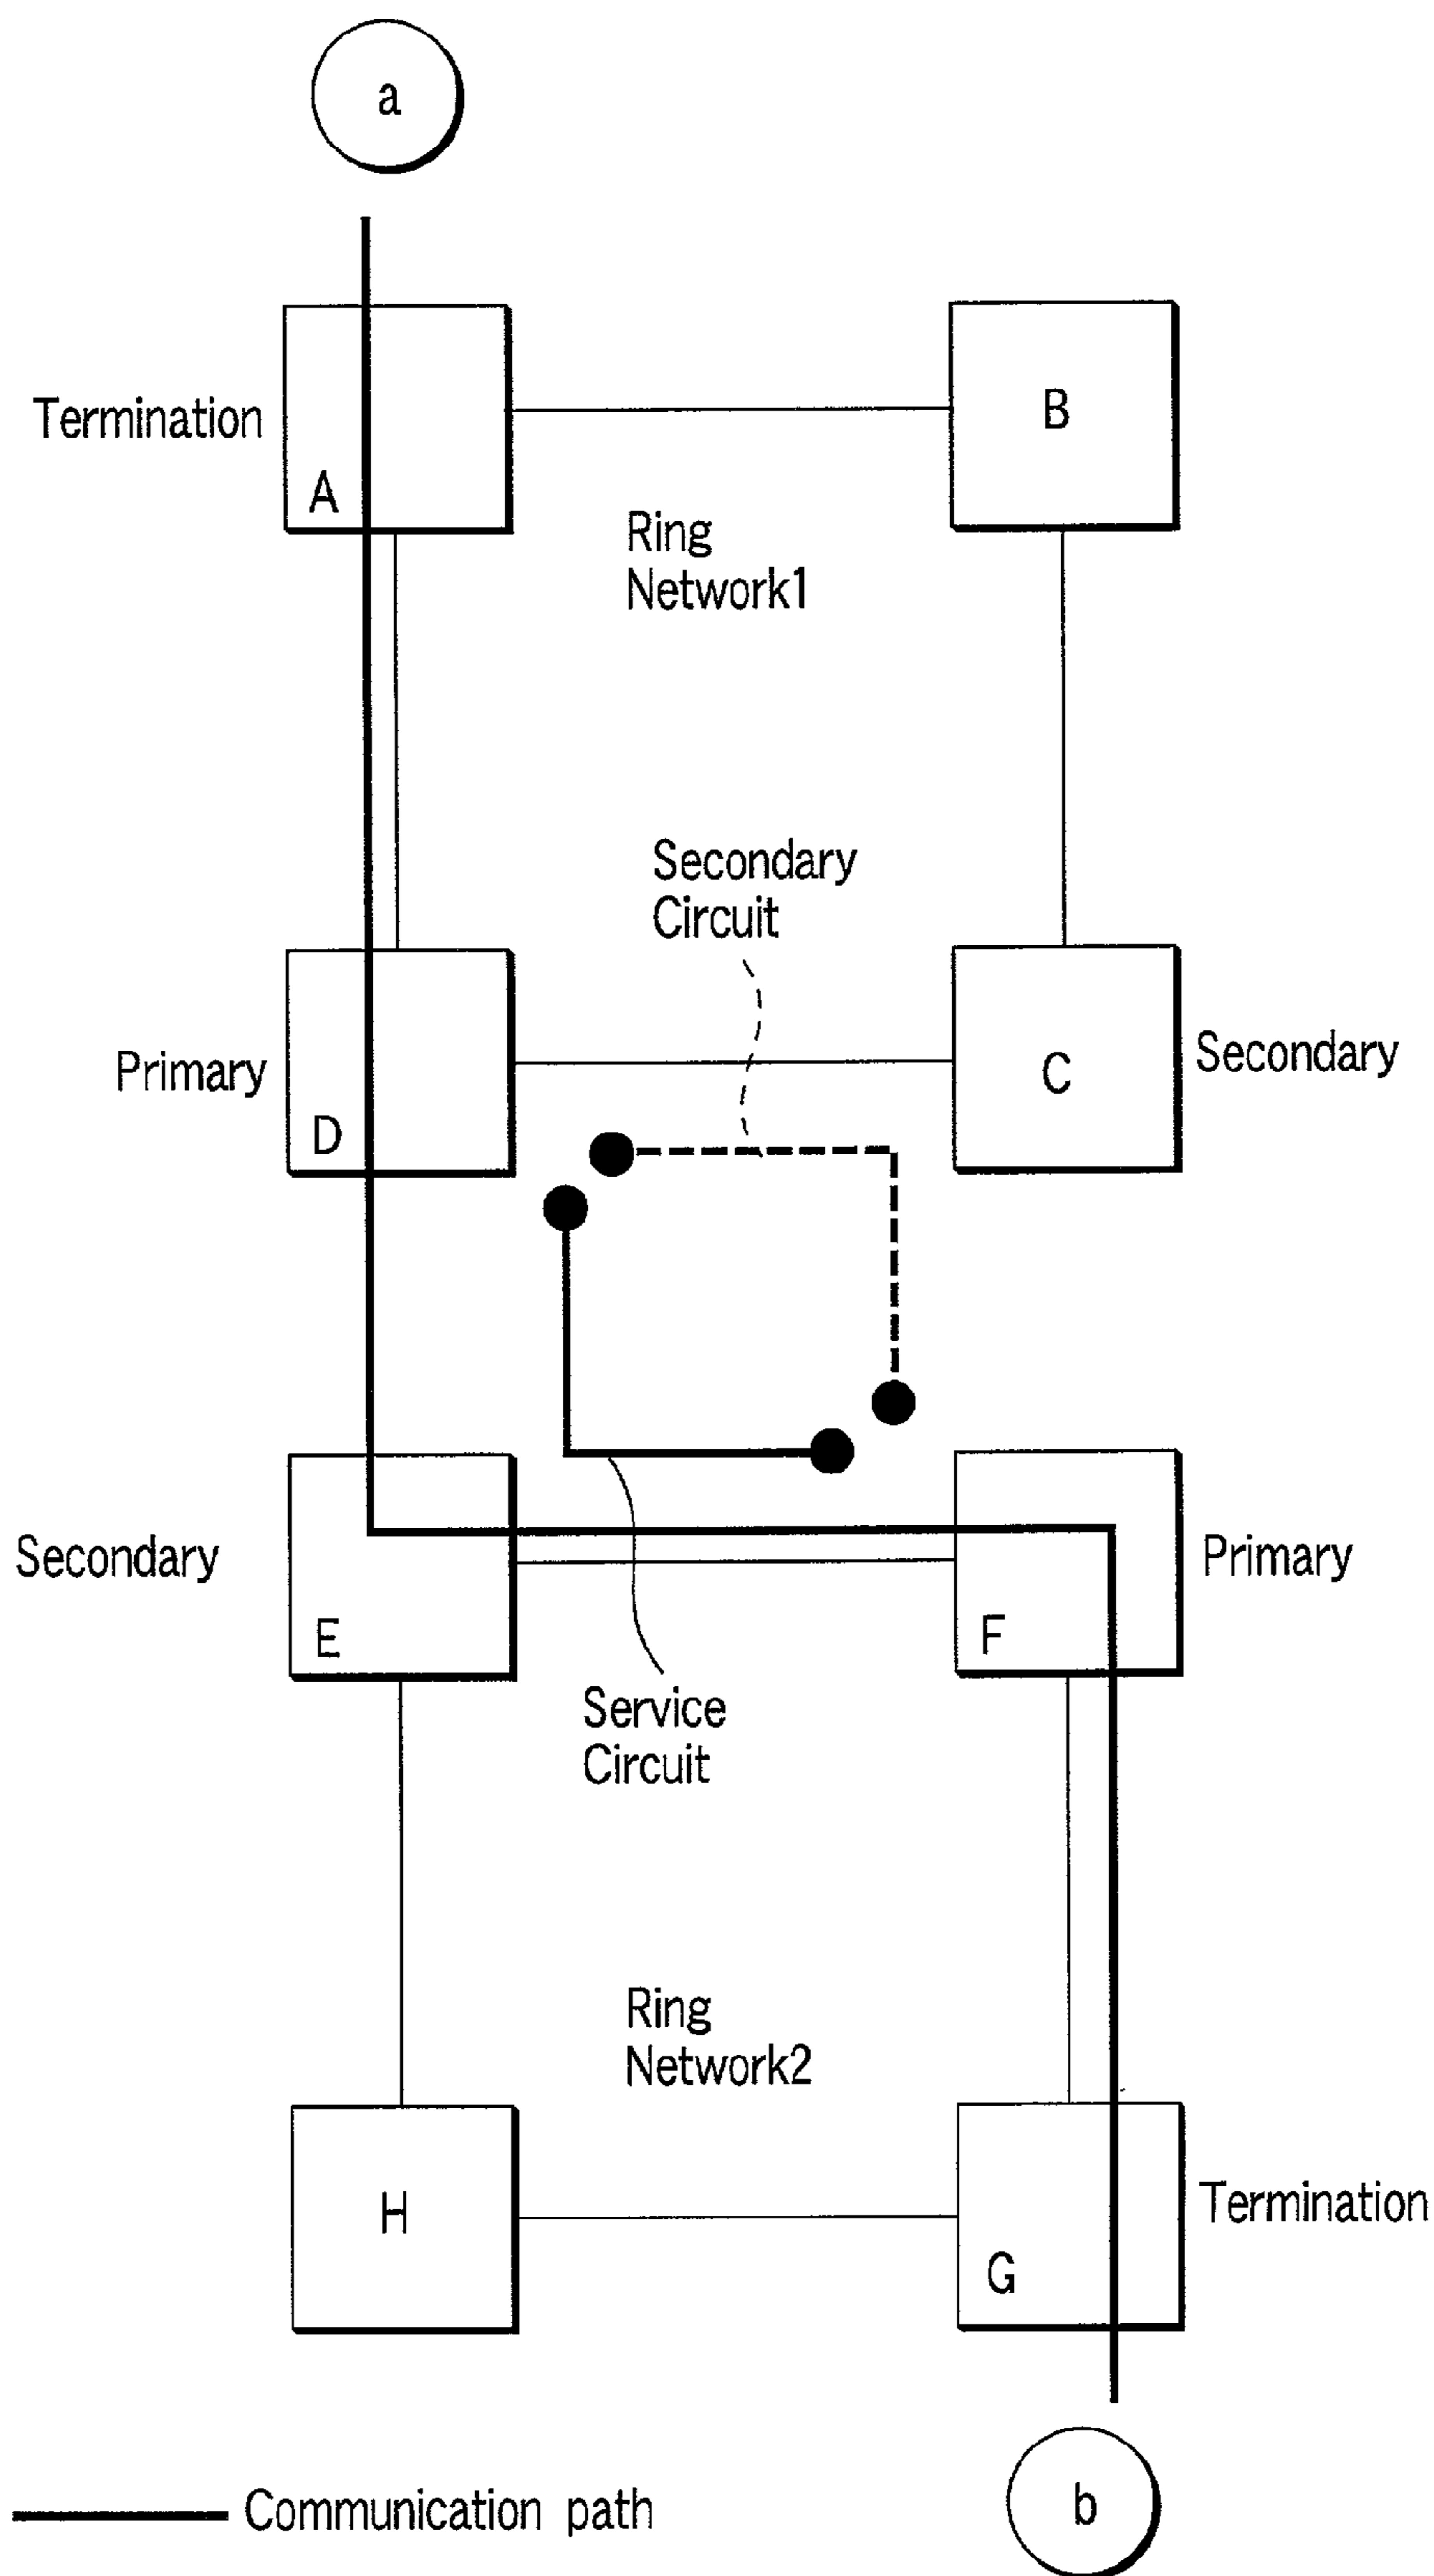 a
Termination
A
B
Ring
Network1
Secondary
Circuit
Primary
D
C
Secondary
Secondary
E
F
Primary
Service
Circuit
Ring
Network2
H
G
Termination
Communication path
b